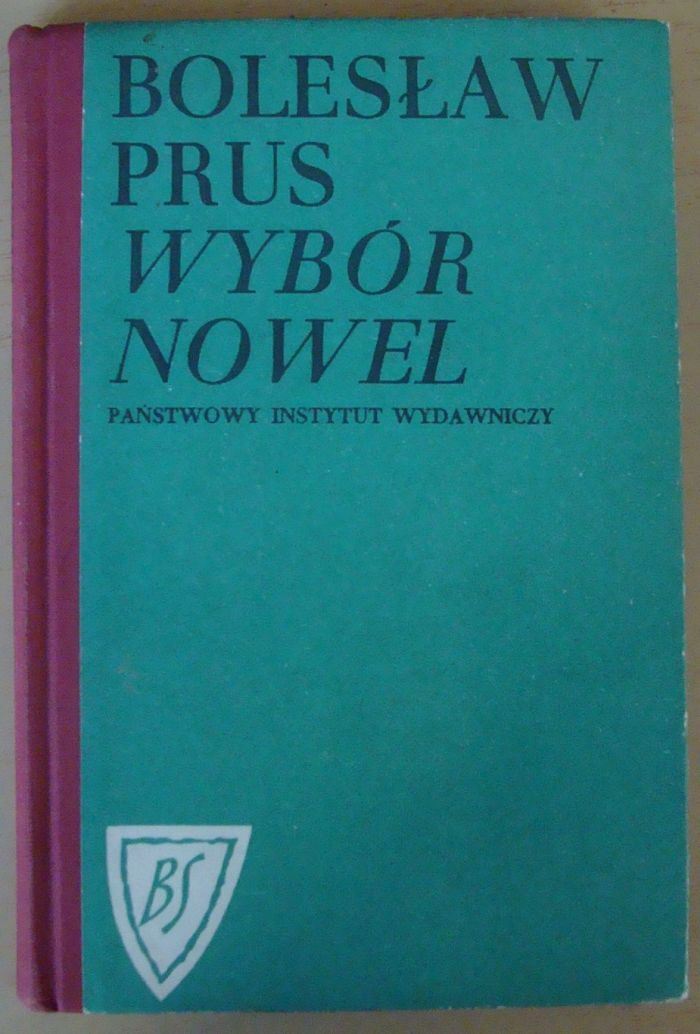 BOLESŁAW
PRUS
WYBÓR
NOWEL
PAŃSTWOWY INSTYTUT WYDAWNICZY
BS